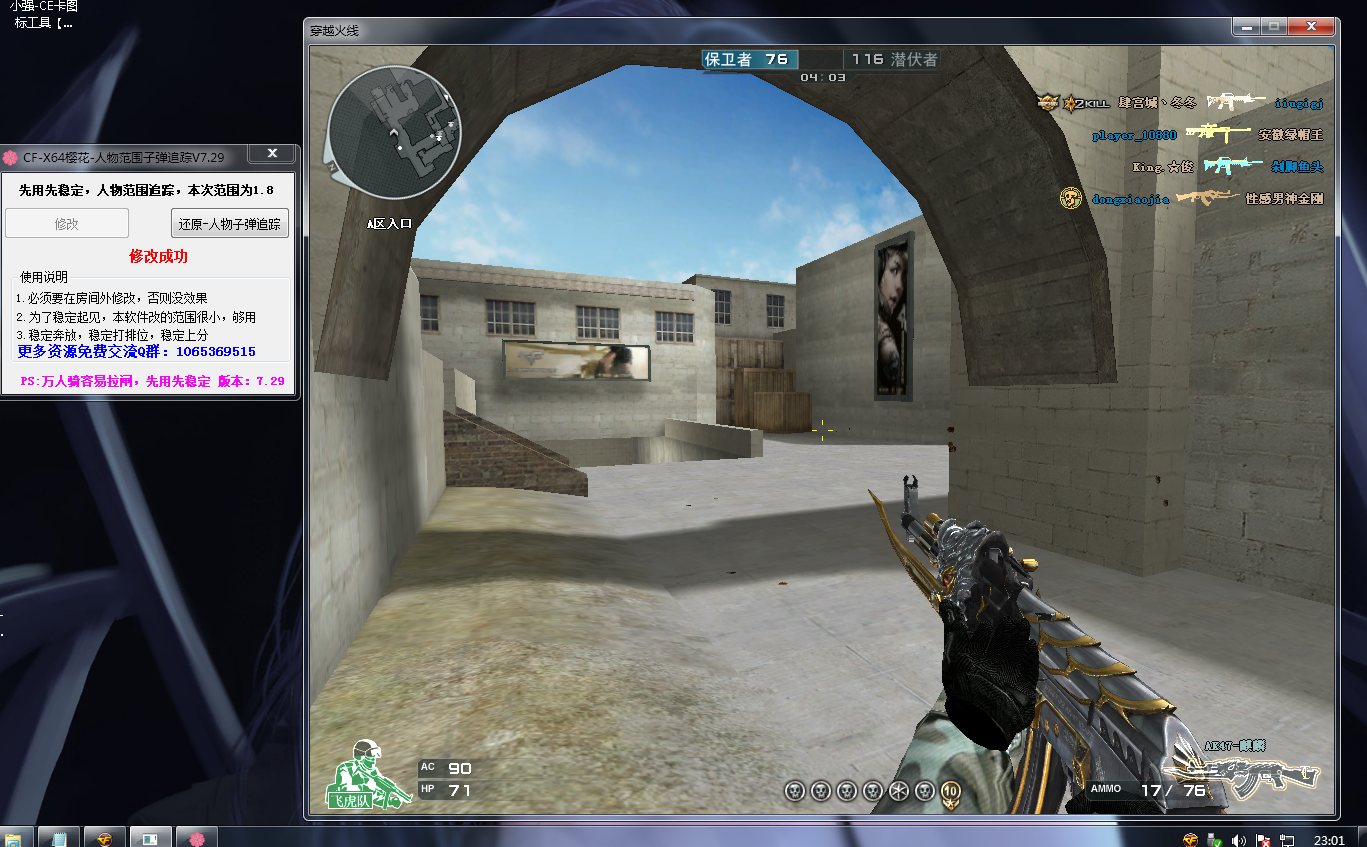 小强-CE卡图
标工具【...
穿越火线
保卫者 76
116 潜伏者
04:03
2KILL 肆宫城丶冬冬 iiugigj
player_10880 安徽绿帽王
King.☆俊 剁脚鱼头
dongxiaojia 性感男神金刚
N
A区入口
CF-X64樱花-人物范围子弹追踪V7.29
先用先稳定，人物范围追踪，本次范围为1.8
修改
还原-人物子弹追踪
修改成功
使用说明
1. 必须要在房间外修改，否则没效果
2. 为了稳定起见，本软件改的范围很小，够用
3. 稳定奔放，稳定打排位，稳定上分
更多资源免费交流Q群：1065369515
PS:万人骑容易拉闸，先用先稳定 版本：7.29
AK47-麒麟
飞虎队
AC 90
HP 71
10
AMMO 17/ 76
23:01